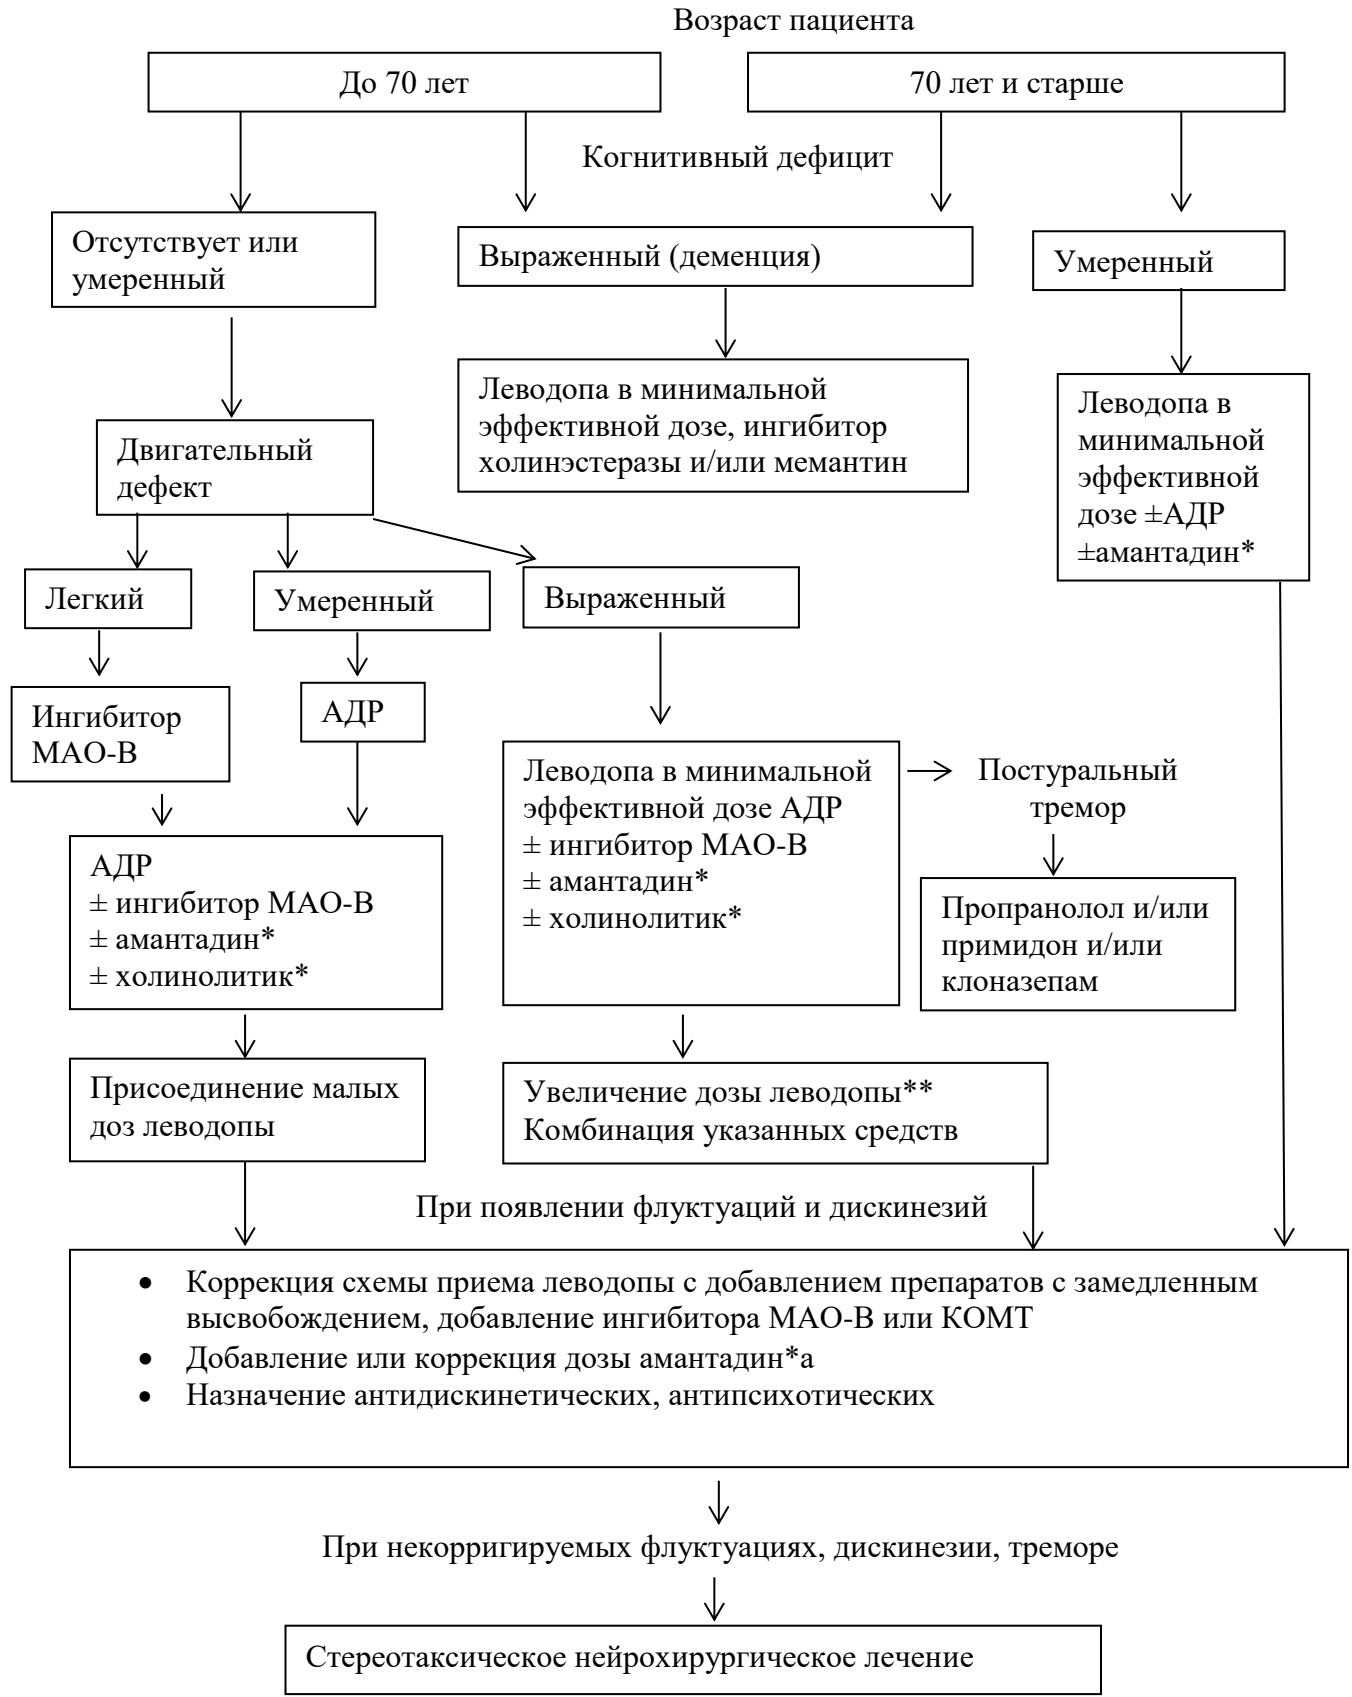 Возраст пациента
До 70 лет
70 лет и старше
Когнитивный дефицит
Отсутствует или
умеренный
Выраженный (деменция)
Умеренный
Леводопа в минимальной
эффективной дозе, ингибитор
холинэстеразы и/или мемантин
Леводопа в
минимальной
эффективной
дозе ±АДР
±амантадин*
Двигательный
дефект
Легкий
Умеренный
Выраженный
Ингибитор
МАО-В
АДР
Леводопа в минимальной
эффективной дозе АДР
± ингибитор МАО-В
± амантадин*
± холинолитик*
Постуральный
тремор
Пропранолол и/или
примидон и/или
клоназепам
АДР
± ингибитор МАО-В
± амантадин*
± холинолитик*
Присоединение малых
доз леводопы
Увеличение дозы леводопы**
Комбинация указанных средств
При появлении флуктуаций и дискинезий
• Коррекция схемы приема леводопы с добавлением препаратов с замедленным
высвобождением, добавление ингибитора МАО-В или КОМТ
• Добавление или коррекция дозы амантадин*а
• Назначение антидискинетических, антипсихотических
При некорригируемых флуктуациях, дискинезии, треморе
Стереотаксическое нейрохирургическое лечение